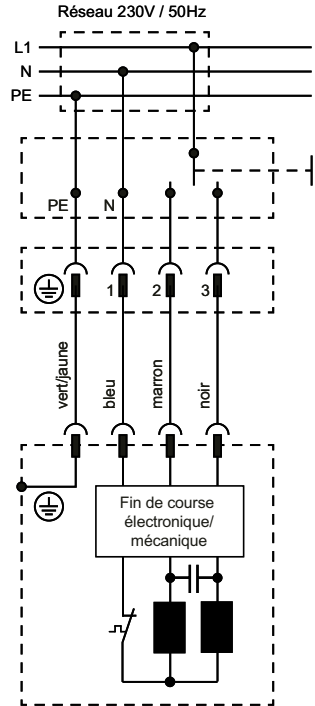 Réseau 230V / 50Hz
L1
N
PE
PE N
1 2 3
vert/jaune
bleu
marron
noir
Fin de course
électronique/
mécanique